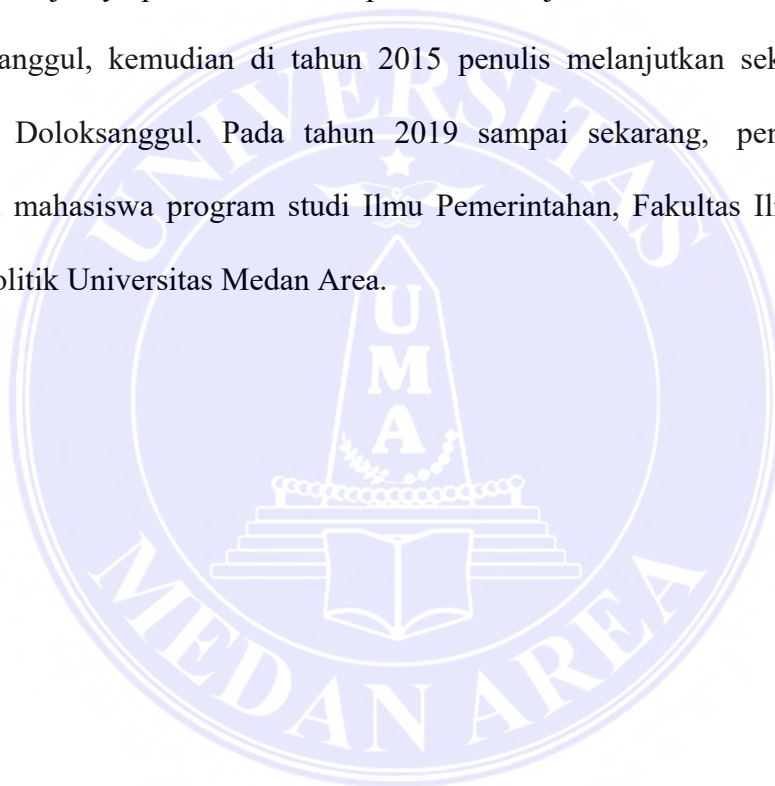 anggul, kemudian di tahun 2015 penulis melanjutkan sek
Doloksanggul. Pada tahun 2019 sampai sekarang, pen
mahasiswa program studi Ilmu Pemerintahan, Fakultas Il
olitik Universitas Medan Area.
UNIVERSITAS
UMA
MEDAN AREA